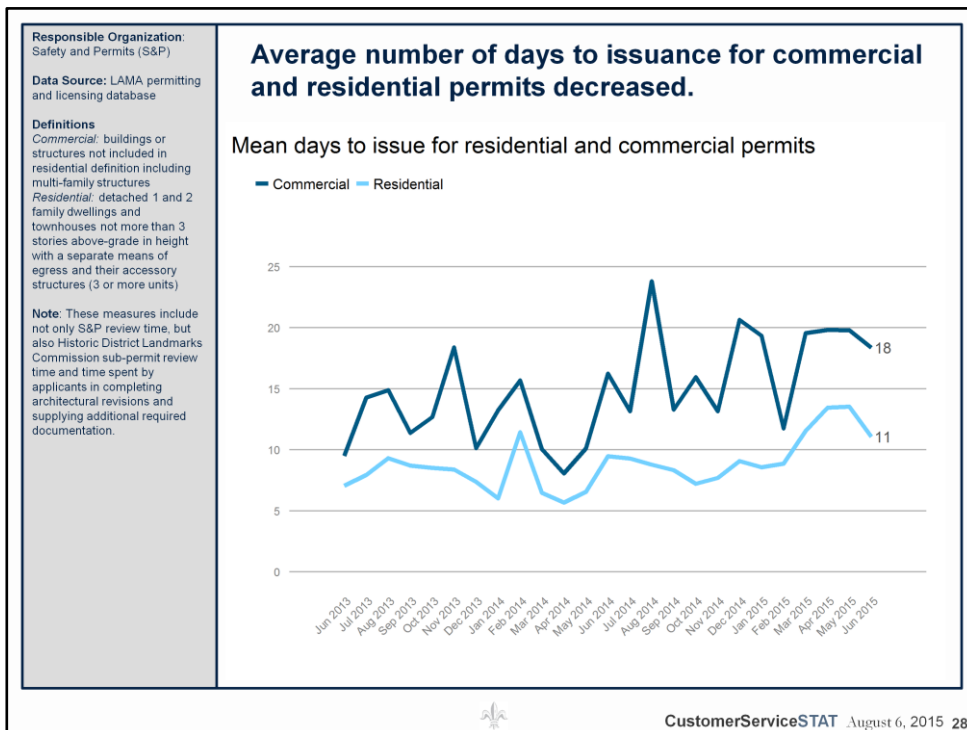 Responsible Organization:
Safety and Permits (S&P)
Data Source: LAMA permitting
and licensing database
Definitions
Commercial: buildings or
structures not included in
residential definition including
multi-family structures
Residential: detached 1 and 2
family dwellings and
townhouses not more than 3
stories above-grade in height
with a separate means of
egress and their accessory
structures (3 or more units)
Note: These measures include
not only S&P review time, but
also Historic District Landmarks
Commission sub-permit review
time and time spent by
applicants in completing
architectural revisions and
supplying additional required
documentation.
Average number of days to issuance for commercial
and residential permits decreased.
Mean days to issue for residential and commercial permits
Commercial Residential
25
20
15
10
5
0
18
11
Jun 2013
Jul 2013
Aug 2013
Sep 2013
Oct 2013
Nov 2013
Dec 2013
Jan 2014
Feb 2014
Mar 2014
Apr 2014
May 2014
Jun 2014
Jul 2014
Aug 2014
Sep 2014
Oct 2014
Nov 2014
Dec 2014
Jan 2015
Feb 2015
Mar 2015
Apr 2015
May 2015
Jun 2015
CustomerServiceSTAT August 6, 2015 28